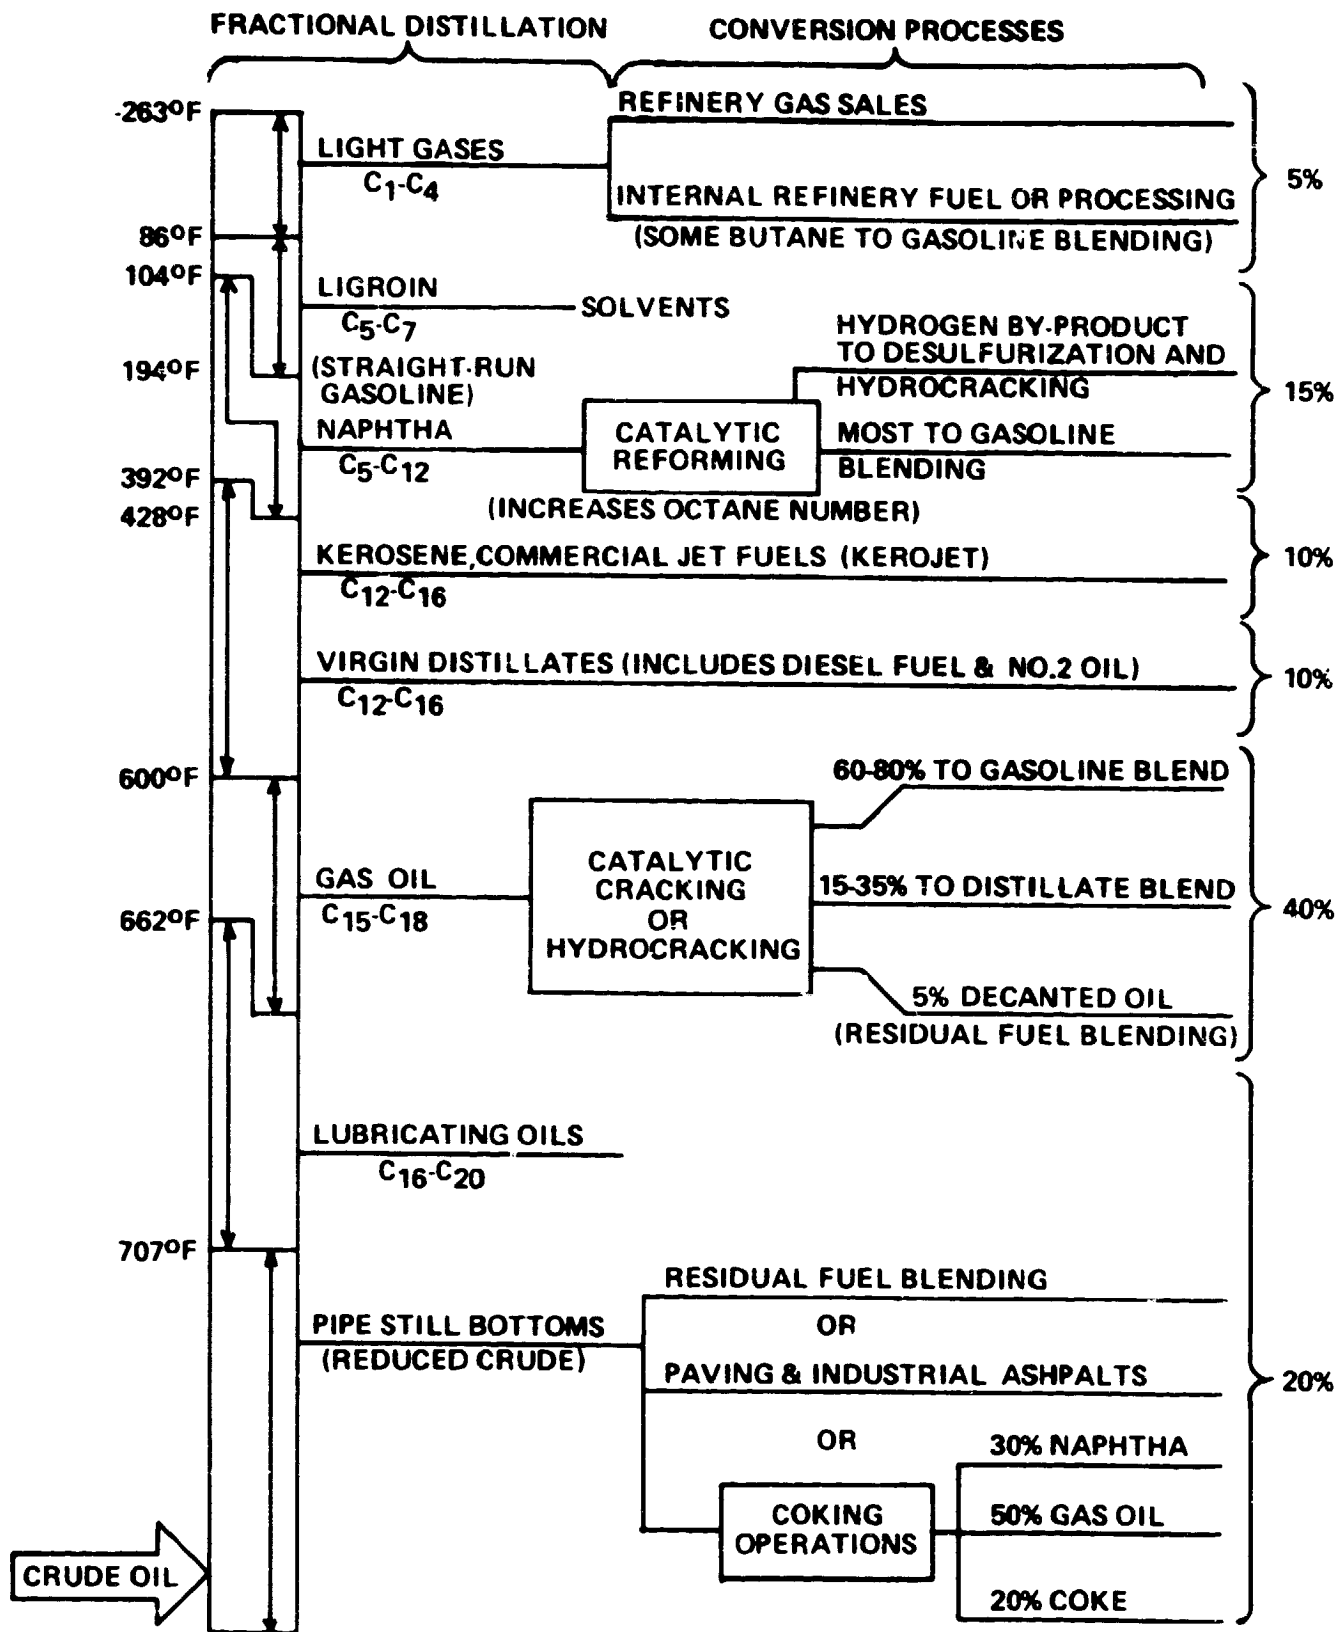 FRACTIONAL DISTILLATION
CONVERSION PROCESSES
-263°F
REFINERY GAS SALES
LIGHT GASES
C1-C4
5%
INTERNAL REFINERY FUEL OR PROCESSING
(SOME BUTANE TO GASOLINE BLENDING)
86°F
104°F
LIGROIN
C5-C7
SOLVENTS
HYDROGEN BY-PRODUCT
TO DESULFURIZATION AND
HYDROCRACKING
194°F
(STRAIGHT-RUN
GASOLINE)
15%
NAPHTHA
C5-C12
CATALYTIC
REFORMING
MOST TO GASOLINE
BLENDING
392°F
428°F
(INCREASES OCTANE NUMBER)
KEROSENE, COMMERCIAL JET FUELS (KEROJET)
C12-C16
10%
VIRGIN DISTILLATES (INCLUDES DIESEL FUEL & NO.2 OIL)
C12-C16
10%
600°F
60-80% TO GASOLINE BLEND
GAS OIL
C15-C18
CATALYTIC
CRACKING
OR
HYDROCRACKING
15-35% TO DISTILLATE BLEND
40%
662°F
5% DECANTED OIL
(RESIDUAL FUEL BLENDING)
LUBRICATING OILS
C16-C20
707°F
RESIDUAL FUEL BLENDING
PIPE STILL BOTTOMS
(REDUCED CRUDE)
OR
PAVING & INDUSTRIAL ASHPALTS
20%
OR
30% NAPHTHA
COKING
OPERATIONS
50% GAS OIL
20% COKE
CRUDE OIL